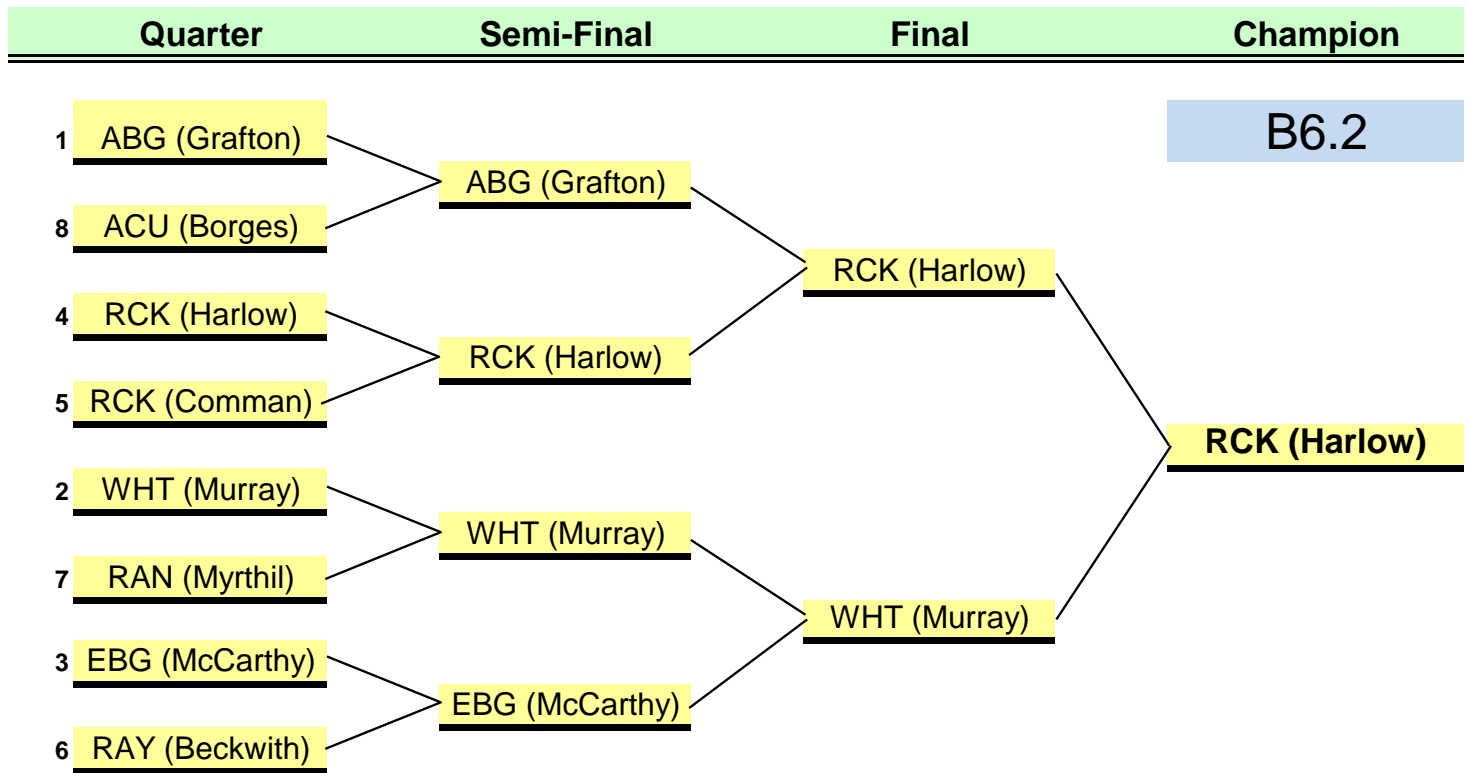 Quarter Semi-Final Final Champion
B6.2
1 ABG (Grafton)
ABG (Grafton)
8 ACU (Borges)
RCK (Harlow)
4 RCK (Harlow)
RCK (Harlow)
5 RCK (Comman)
RCK (Harlow)
2 WHT (Murray)
WHT (Murray)
7 RAN (Myrthil)
WHT (Murray)
3 EBG (McCarthy)
EBG (McCarthy)
6 RAY (Beckwith)